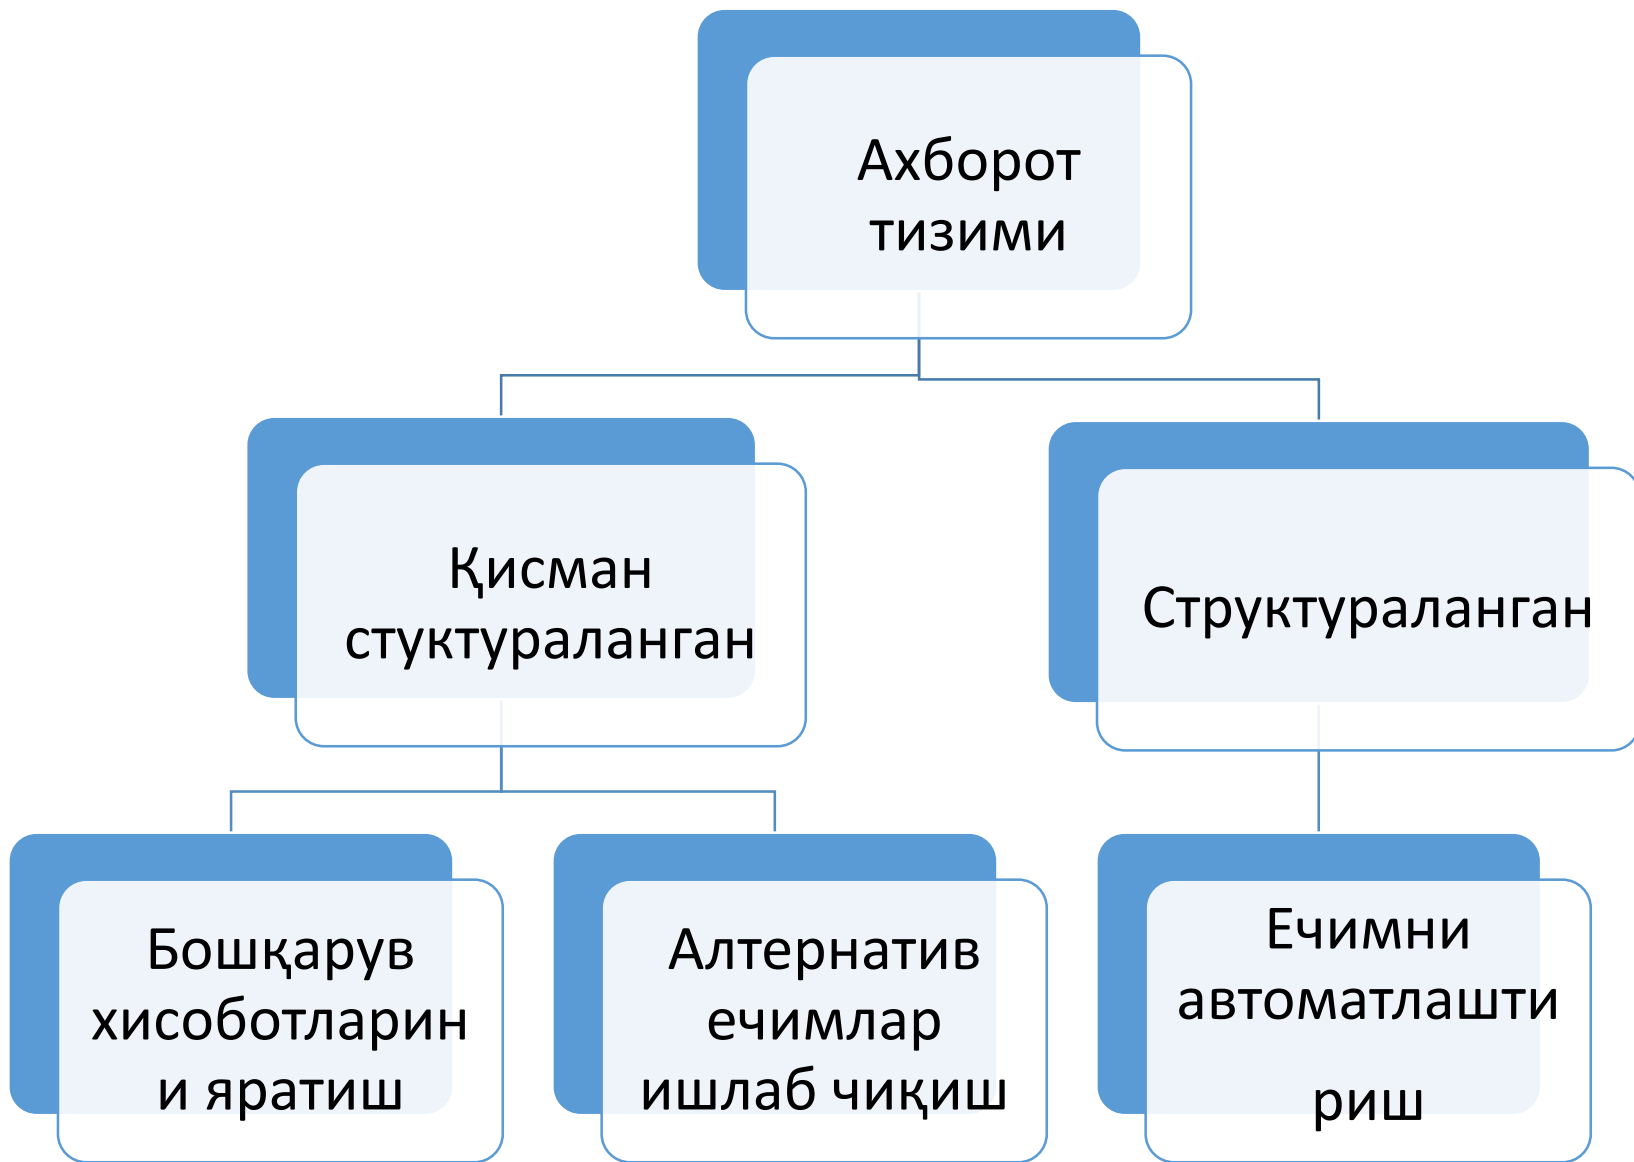 Ахборот
тизими
Қисман
стуктураланган
Структураланган
Бошқарув
хисоботларин
и яратиш
Алтернатив
ечимлар
ишлаб чиқиш
Ечимни
автоматлашти
риш